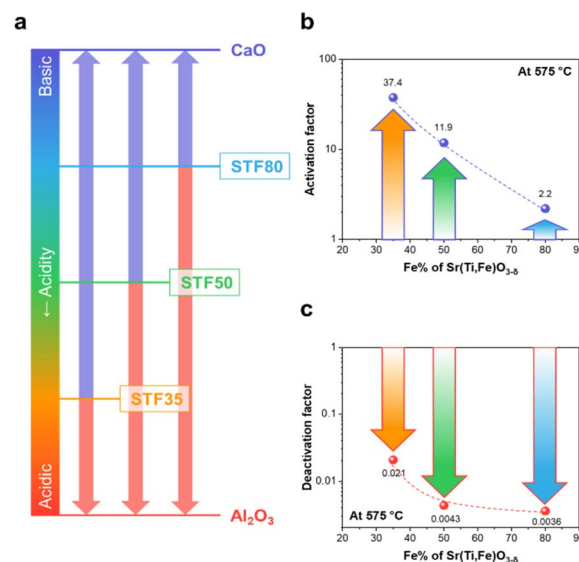 a
Basic
← Acidity
Acidic
CaO
STF80
STF50
STF35
Al₂O₃
b
At 575 °C
Activation factor
100
10
1
37.4
11.9
2.2
20 30 40 50 60 70 80 90
Fe% of Sr(Ti,Fe)O₃₋δ
c
Deactivation factor
1
0.1
0.01
0.021
0.0043
0.0036
At 575 °C
20 30 40 50 60 70 80 90
Fe% of Sr(Ti,Fe)O₃₋δ